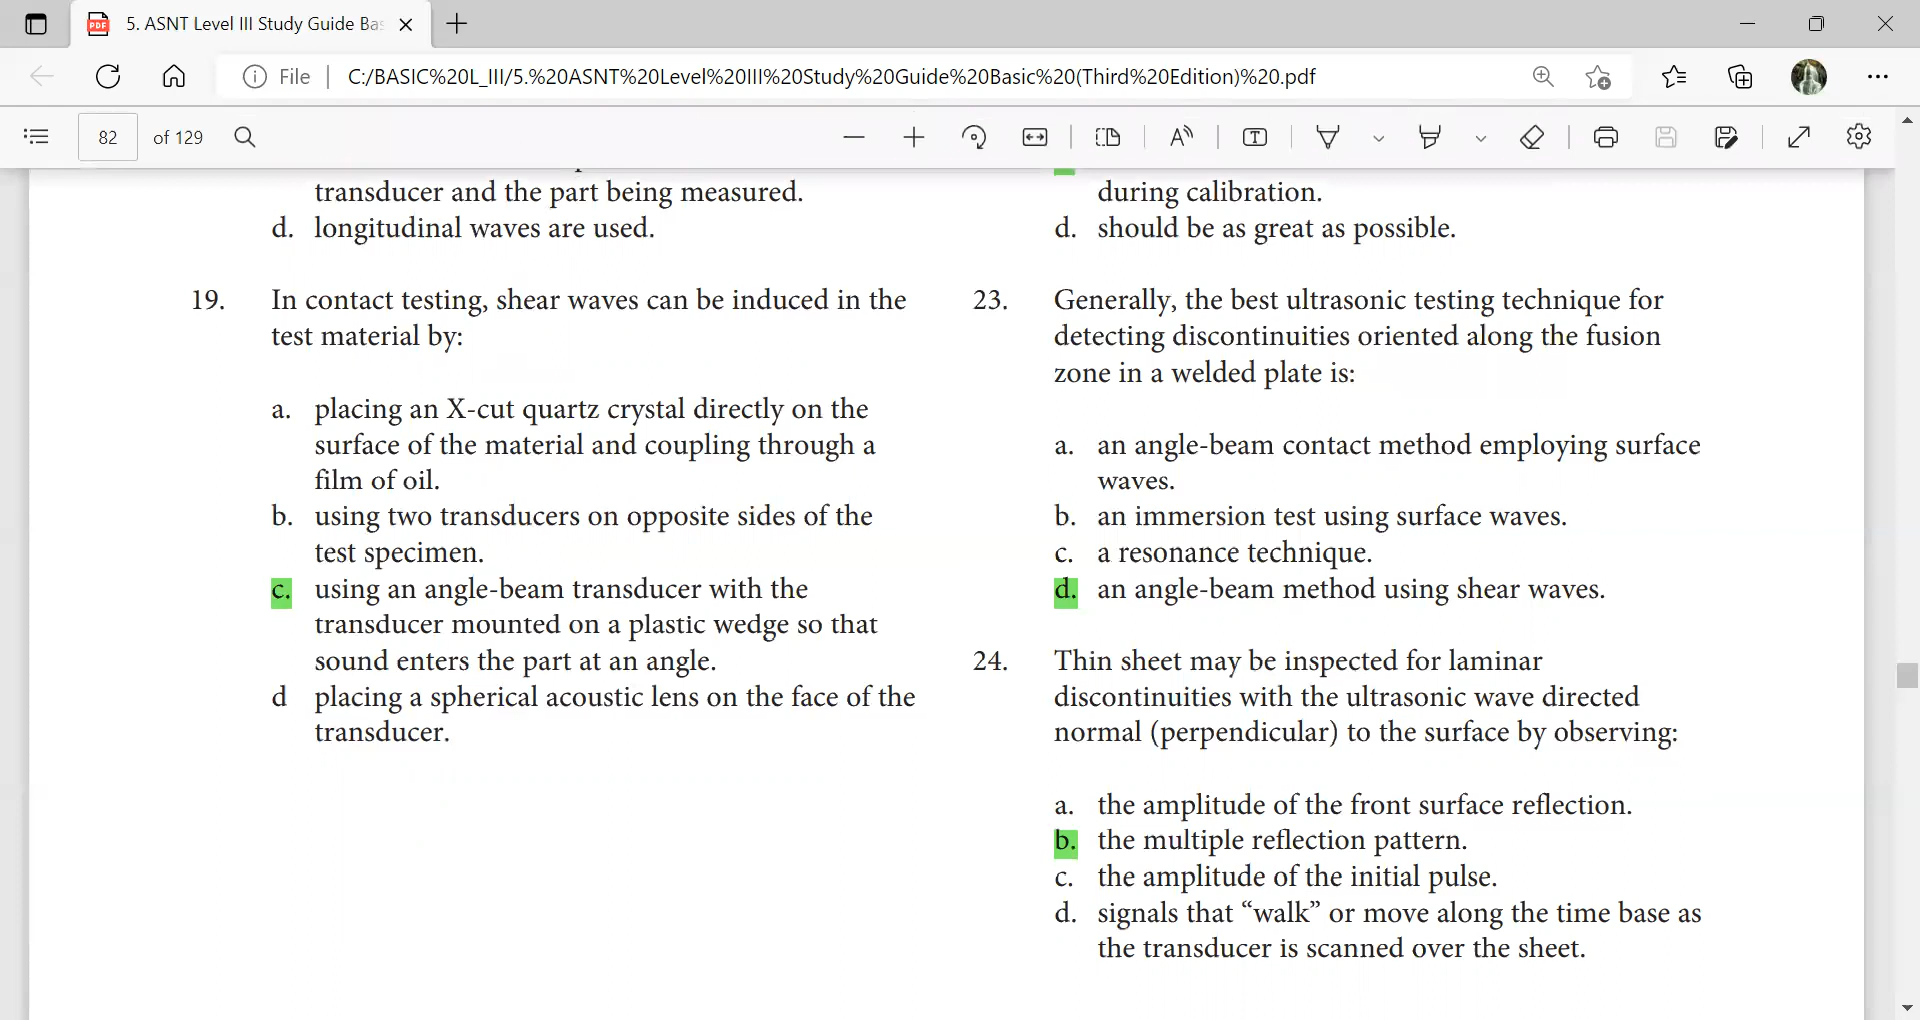 5. ASNT Level III Study Guide Ba
File
C:/BASIC%20L_III/5.%20ASNT%20Level%20III%20Study%20Guide%20Basic%20(Third%20Edition)%20.pdf
82 of 129
transducer and the part being measured.
d. longitudinal waves are used.
19. In contact testing, shear waves can be induced in the
test material by:
a. placing an X-cut quartz crystal directly on the
surface of the material and coupling through a
film of oil.
b. using two transducers on opposite sides of the
test specimen.
c. using an angle-beam transducer with the
transducer mounted on a plastic wedge so that
sound enters the part at an angle.
d placing a spherical acoustic lens on the face of the
transducer.
during calibration.
d. should be as great as possible.
23. Generally, the best ultrasonic testing technique for
detecting discontinuities oriented along the fusion
zone in a welded plate is:
a. an angle-beam contact method employing surface
waves.
b. an immersion test using surface waves.
c. a resonance technique.
d. an angle-beam method using shear waves.
24. Thin sheet may be inspected for laminar
discontinuities with the ultrasonic wave directed
normal (perpendicular) to the surface by observing:
a. the amplitude of the front surface reflection.
b. the multiple reflection pattern.
c. the amplitude of the initial pulse.
d. signals that “walk” or move along the time base as
the transducer is scanned over the sheet.